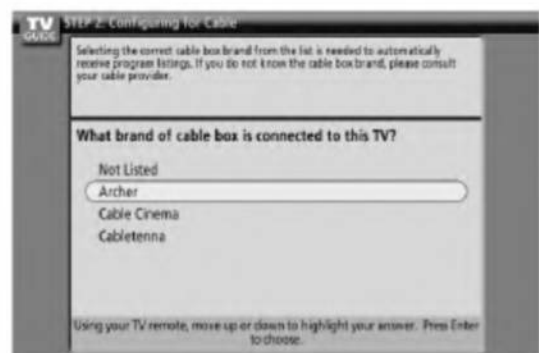 TV
GUIDE
STEP 2: Configuring for Cable
Selecting the correct cable box brand from the list is needed to automatically
receive program listings. If you do not know the cable box brand, please consult
your cable provider.
What brand of cable box is connected to this TV?
Not Listed
Archer
Cable Cinema
Cabletenna
Using your TV remote, move up or down to highlight your answer. Press Enter
to choose.